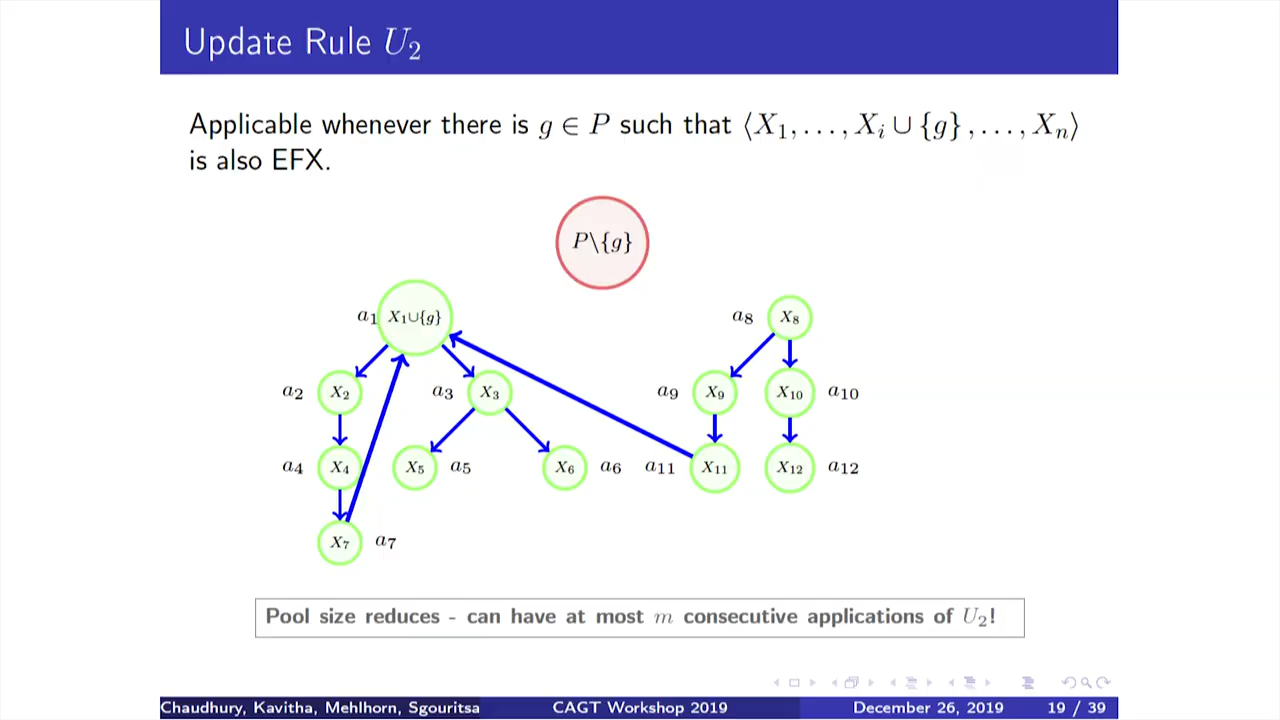 Update Rule U₂
Applicable whenever there is g ∈ P such that ⟨X₁, . . . , Xᵢ ∪ {g} , . . . , Xₙ⟩
is also EFX.
P\{g}
a₁ X₁∪{g} a₈ X₈
a₂ X₂ a₃ X₃ a₉ X₉ X₁₀ a₁₀
a₄ X₄ X₅ a₅ X₆ a₆ a₁₁ X₁₁ X₁₂ a₁₂
X₇ a₇
Pool size reduces - can have at most m consecutive applications of U₂!
Chaudhury, Kavitha, Mehlhorn, Sgouritsa CAGT Workshop 2019 December 26, 2019 19 / 39